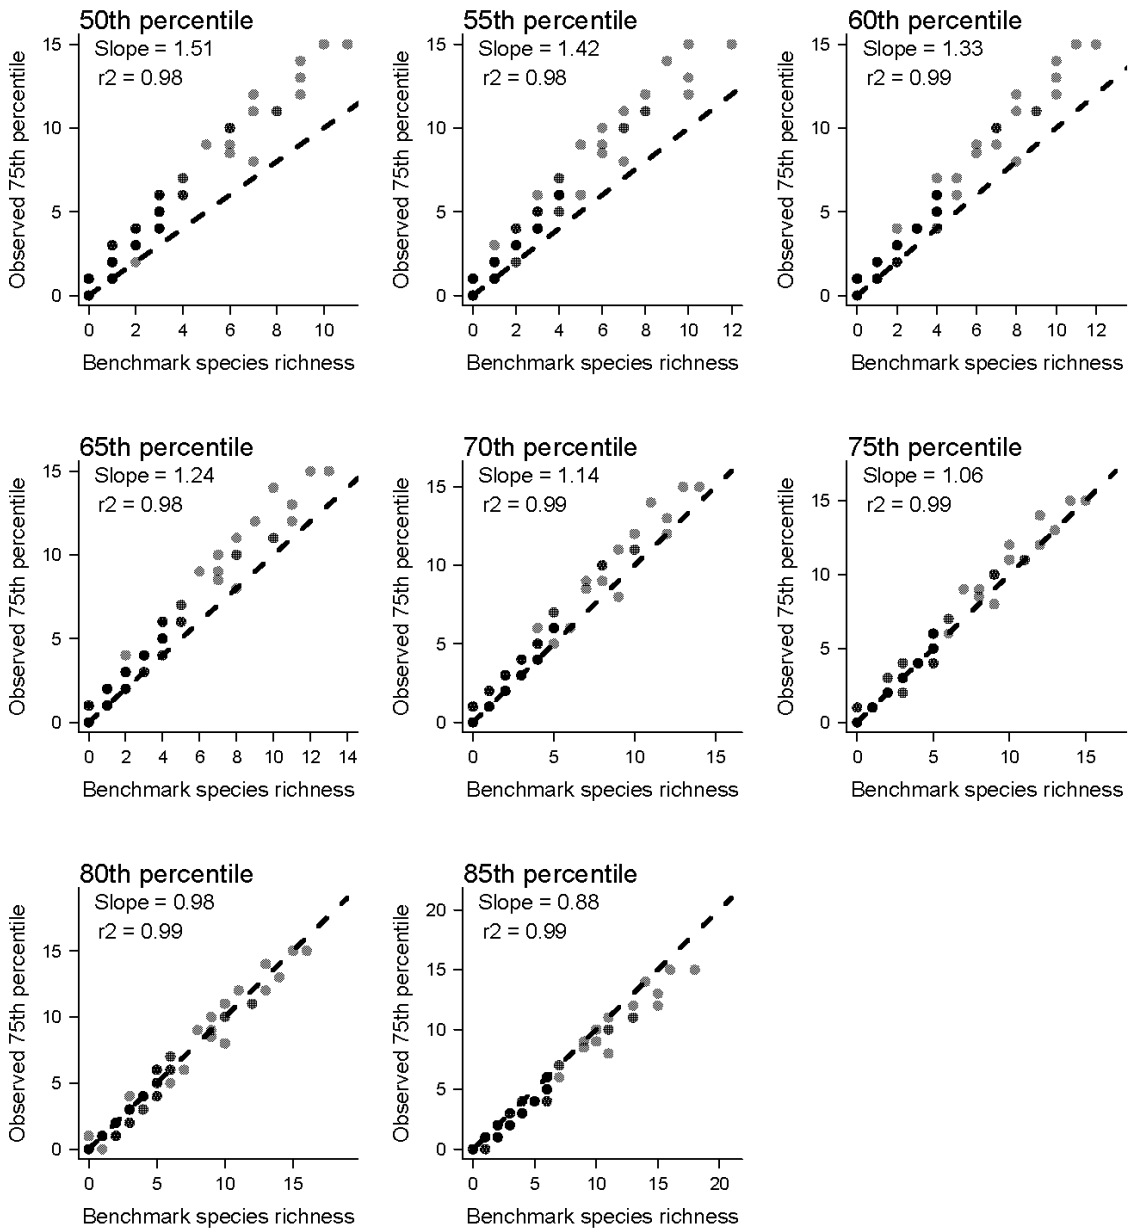 50th percentile
Slope = 1.51
r2 = 0.98
15
10
5
0
Observed 75th percentile
0 2 4 6 8 10
Benchmark species richness
55th percentile
Slope = 1.42
r2 = 0.98
15
10
5
0
Observed 75th percentile
0 2 4 6 8 10 12
Benchmark species richness
60th percentile
Slope = 1.33
r2 = 0.99
15
10
5
0
Observed 75th percentile
0 2 4 6 8 10 12
Benchmark species richness
65th percentile
Slope = 1.24
r2 = 0.98
15
10
5
0
Observed 75th percentile
0 2 4 6 8 10 12 14
Benchmark species richness
70th percentile
Slope = 1.14
r2 = 0.99
15
10
5
0
Observed 75th percentile
0 5 10 15
Benchmark species richness
75th percentile
Slope = 1.06
r2 = 0.99
15
10
5
0
Observed 75th percentile
0 5 10 15
Benchmark species richness
80th percentile
Slope = 0.98
r2 = 0.99
15
10
5
0
Observed 75th percentile
0 5 10 15
Benchmark species richness
85th percentile
Slope = 0.88
r2 = 0.99
20
15
10
5
0
Observed 75th percentile
0 5 10 15 20
Benchmark species richness